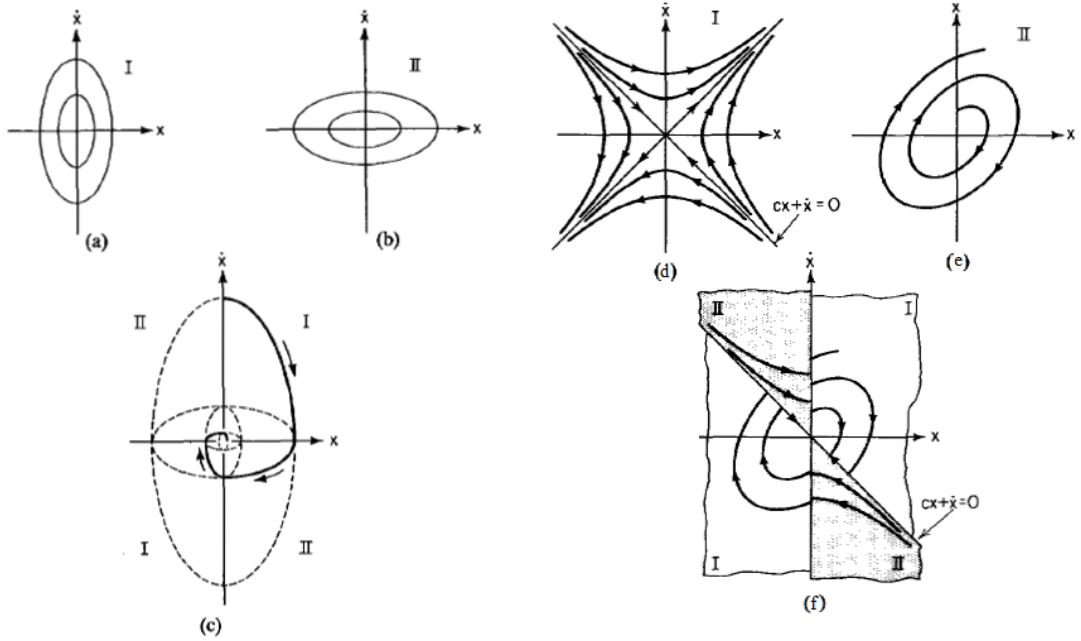 ẋ
I
x
(a)
ẋ
II
x
(b)
ẋ
I
x
cx+ẋ=0
(d)
x
II
x
(e)
ẋ
II
I
x
I
II
(c)
ẋ
II
I
x
cx+ẋ=0
I
II
(f)